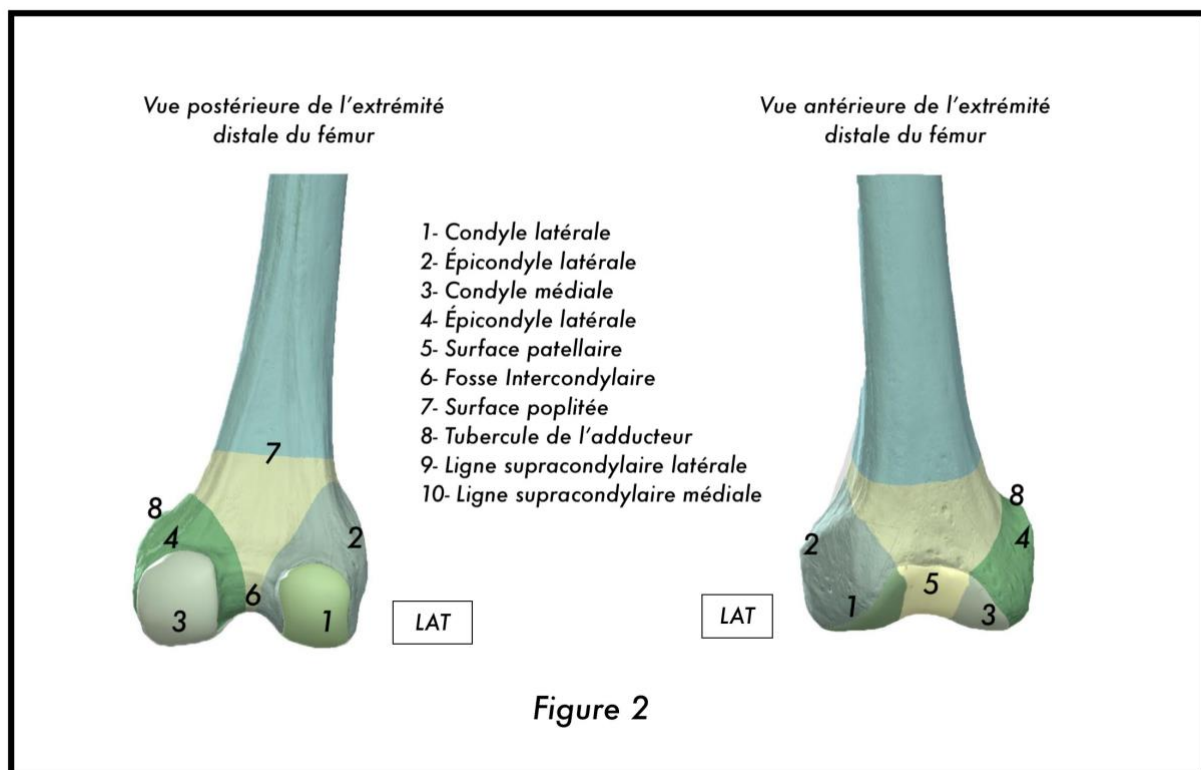 Vue postérieure de l'extrémité
distale du fémur
Vue antérieure de l'extrémité
distale du fémur
1- Condyle latérale
2- Épicondyle latérale
3- Condyle médiale
4- Épicondyle latérale
5- Surface patellaire
6- Fosse Intercondylaire
7- Surface poplitée
8- Tubercule de l'adducteur
9- Ligne supracondylaire latérale
10- Ligne supracondylaire médiale
7
8
4
2
6
3
1
LAT
8
2
4
5
1
3
LAT
Figure 2